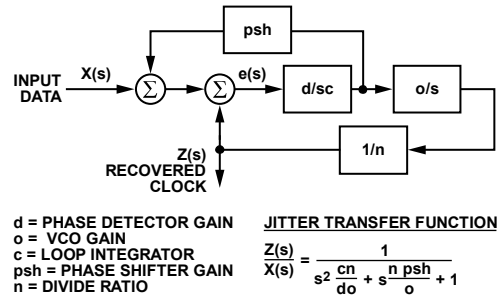 psh
INPUT
DATA
X(s)
Σ
Σ
e(s)
d/sc
o/s
1/n
Z(s)
RECOVERED
CLOCK
d = PHASE DETECTOR GAIN
o = VCO GAIN
c = LOOP INTEGRATOR
psh = PHASE SHIFTER GAIN
n = DIVIDE RATIO
JITTER TRANSFER FUNCTION
Z(s)/X(s) = 1/(s² cn/do + s n psh/o + 1)